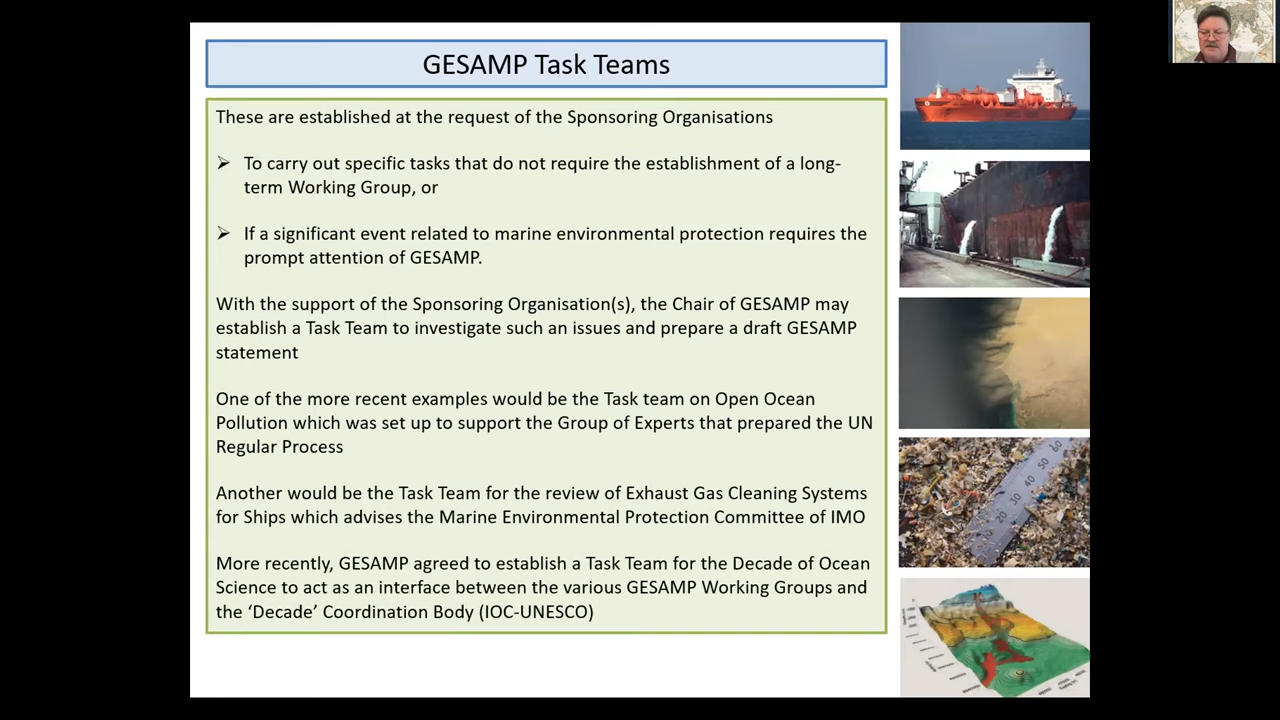 GESAMP Task Teams
These are established at the request of the Sponsoring Organisations
➢ To carry out specific tasks that do not require the establishment of a long-
term Working Group, or
➢ If a significant event related to marine environmental protection requires the
prompt attention of GESAMP.
With the support of the Sponsoring Organisation(s), the Chair of GESAMP may
establish a Task Team to investigate such an issues and prepare a draft GESAMP
statement
One of the more recent examples would be the Task team on Open Ocean
Pollution which was set up to support the Group of Experts that prepared the UN
Regular Process
Another would be the Task Team for the review of Exhaust Gas Cleaning Systems
for Ships which advises the Marine Environmental Protection Committee of IMO
More recently, GESAMP agreed to establish a Task Team for the Decade of Ocean
Science to act as an interface between the various GESAMP Working Groups and
the ‘Decade’ Coordination Body (IOC-UNESCO)
20 30 40 50 60